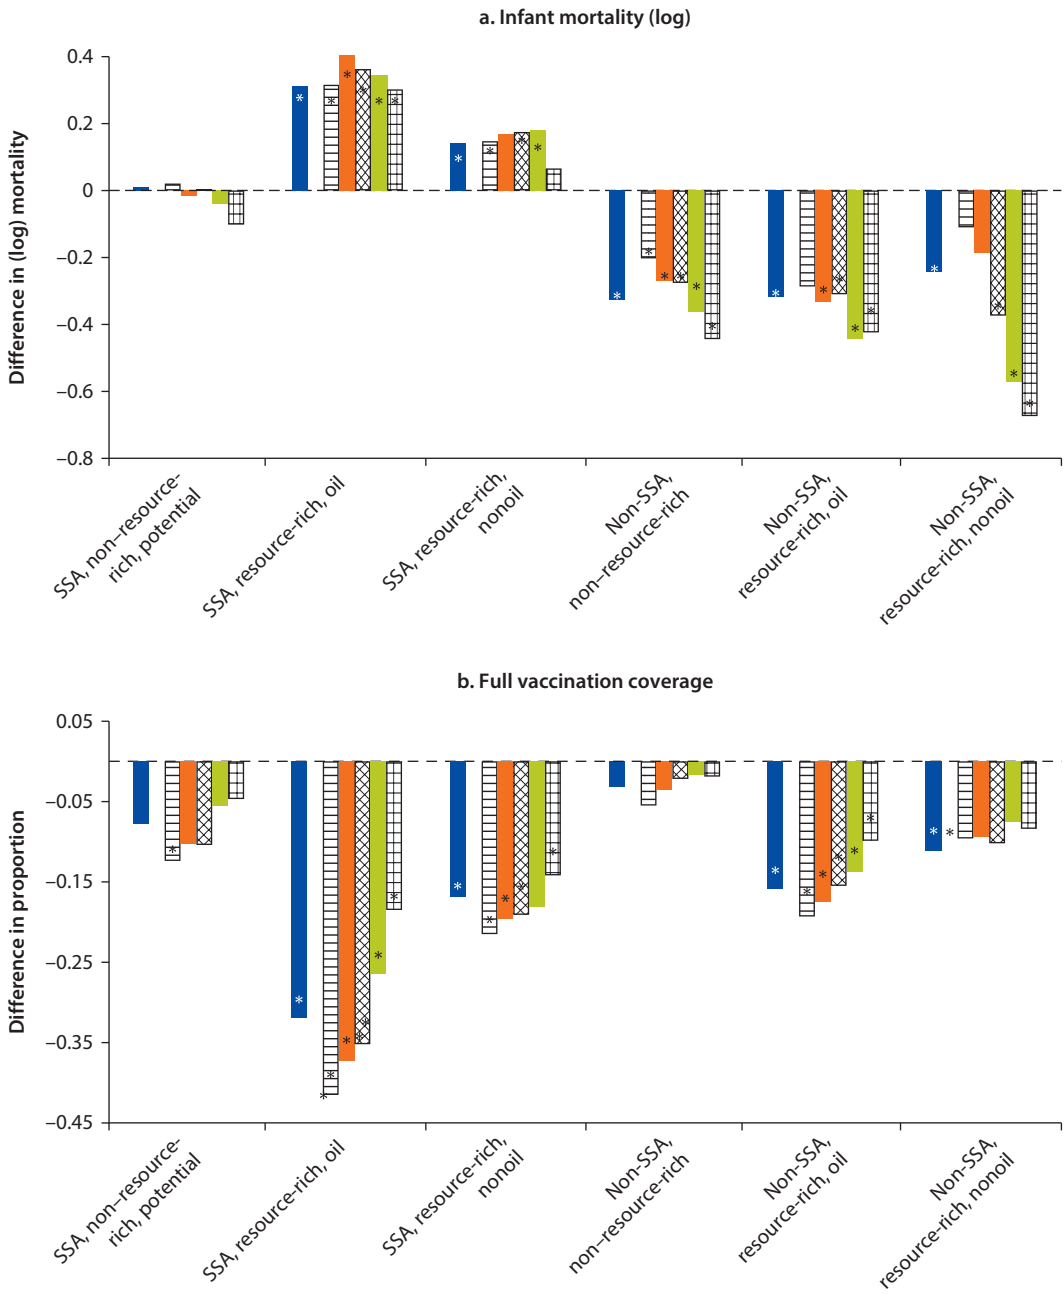 a. Infant mortality (log)
0.4
0.2
0
–0.2
–0.4
–0.6
–0.8
Difference in (log) mortality
SSA, non–resource-
rich, potential
SSA, resource-rich, oil
SSA, resource-rich,
nonoil
Non-SSA,
non–resource-rich
Non-SSA,
resource-rich, oil
Non-SSA,
resource-rich, nonoil
b. Full vaccination coverage
0.05
–0.05
–0.15
–0.25
–0.35
–0.45
Difference in proportion
SSA, non–resource-
rich, potential
SSA, resource-rich, oil
SSA, resource-rich,
nonoil
Non-SSA,
non–resource-rich
Non-SSA,
resource-rich, oil
Non-SSA,
resource-rich, nonoil